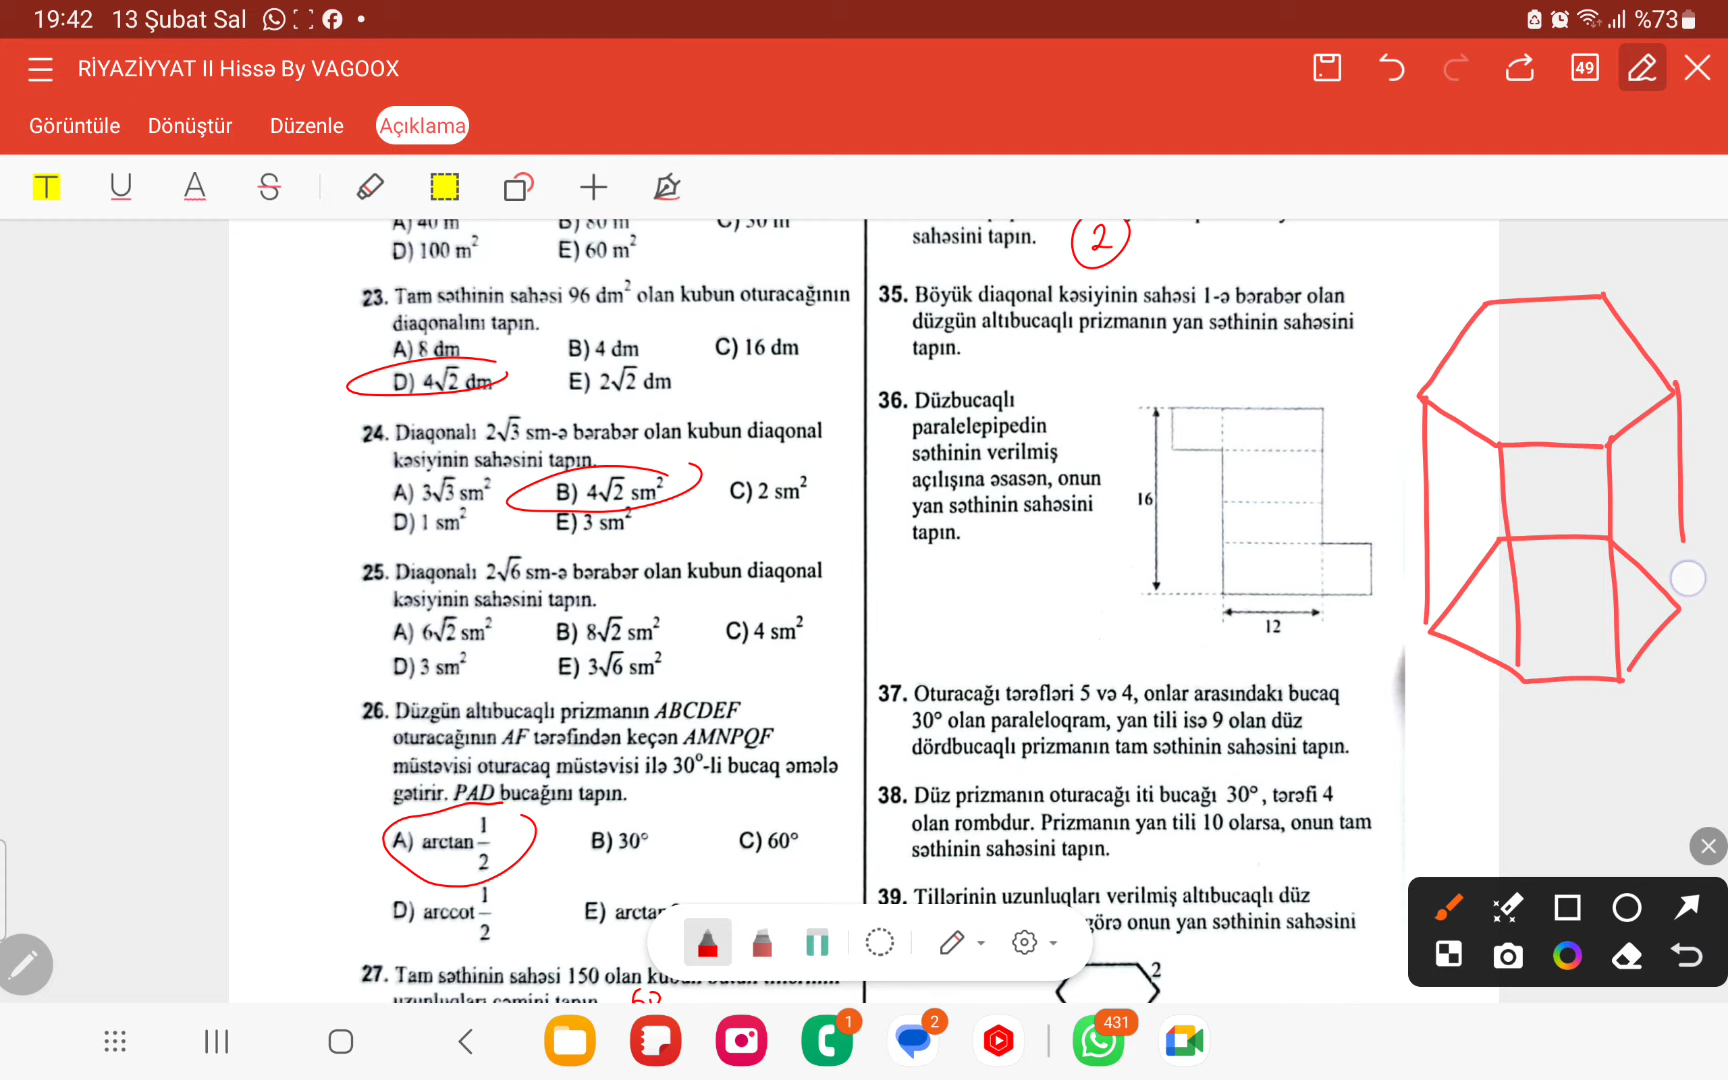 19:42 13 Şubat Sal
%73
RİYAZİYYAT II Hissə By VAGOOX
49
Görüntüle Dönüştür Düzenle Açıklama
D) 100 m² E) 60 m²
23. Tam səthinin sahəsi 96 dm² olan kubun oturacağının
diaqonalını tapın.
A) 8 dm B) 4 dm C) 16 dm
D) 4√2 dm E) 2√2 dm
24. Diaqonalı 2√3 sm-ə bərabər olan kubun diaqonal
kəsiyinin sahəsini tapın.
A) 3√3 sm² B) 4√2 sm² C) 2 sm²
D) 1 sm² E) 3 sm²
25. Diaqonalı 2√6 sm-ə bərabər olan kubun diaqonal
kəsiyinin sahəsini tapın.
A) 6√2 sm² B) 8√2 sm² C) 4 sm²
D) 3 sm² E) 3√6 sm²
26. Düzgün altıbucaqlı prizmanın ABCDEF
oturacağının AF tərəfindən keçən AMNPQF
müstəvisi oturacaq müstəvisi ilə 30°-li bucaq əmələ
gətirir. PAD bucağını tapın.
A) arctan 1/2 B) 30° C) 60°
D) arccot 1/2 E) arctan
27. Tam səthinin sahəsi 150 olan
60
sahəsini tapın. 2
35. Böyük diaqonal kəsiyinin sahəsi 1-ə bərabər olan
düzgün altıbucaqlı prizmanın yan səthinin sahəsini
tapın.
36. Düzbucaqlı
paralelepipedin
səthinin verilmiş
açılışına əsasən, onun
yan səthinin sahəsini
tapın.
16
12
37. Oturacağı tərəfləri 5 və 4, onlar arasındakı bucaq
30° olan paraleloqram, yan tili isə 9 olan düz
dördbucaqlı prizmanın tam səthinin sahəsini tapın.
38. Düz prizmanın oturacağı iti bucağı 30°, tərəfi 4
olan rombdur. Prizmanın yan tili 10 olarsa, onun tam
səthinin sahəsini tapın.
39. Tillərinin uzunluqları verilmiş altıbucaqlı düz
görə onun yan səthinin sahəsini
2
1
2
431